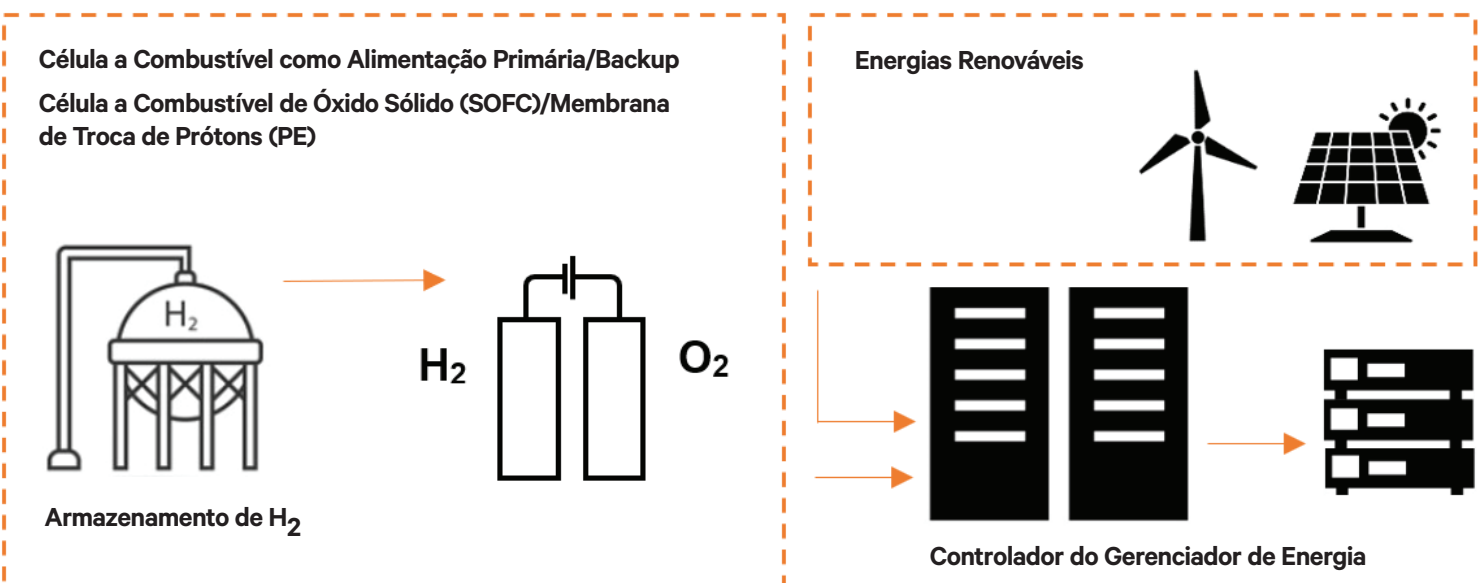 Célula a Combustível como Alimentação Primária/Backup
Célula a Combustível de Óxido Sólido (SOFC)/Membrana
de Troca de Prótons (PE)
H₂
H₂
O₂
Armazenamento de H₂
Energias Renováveis
Controlador do Gerenciador de Energia